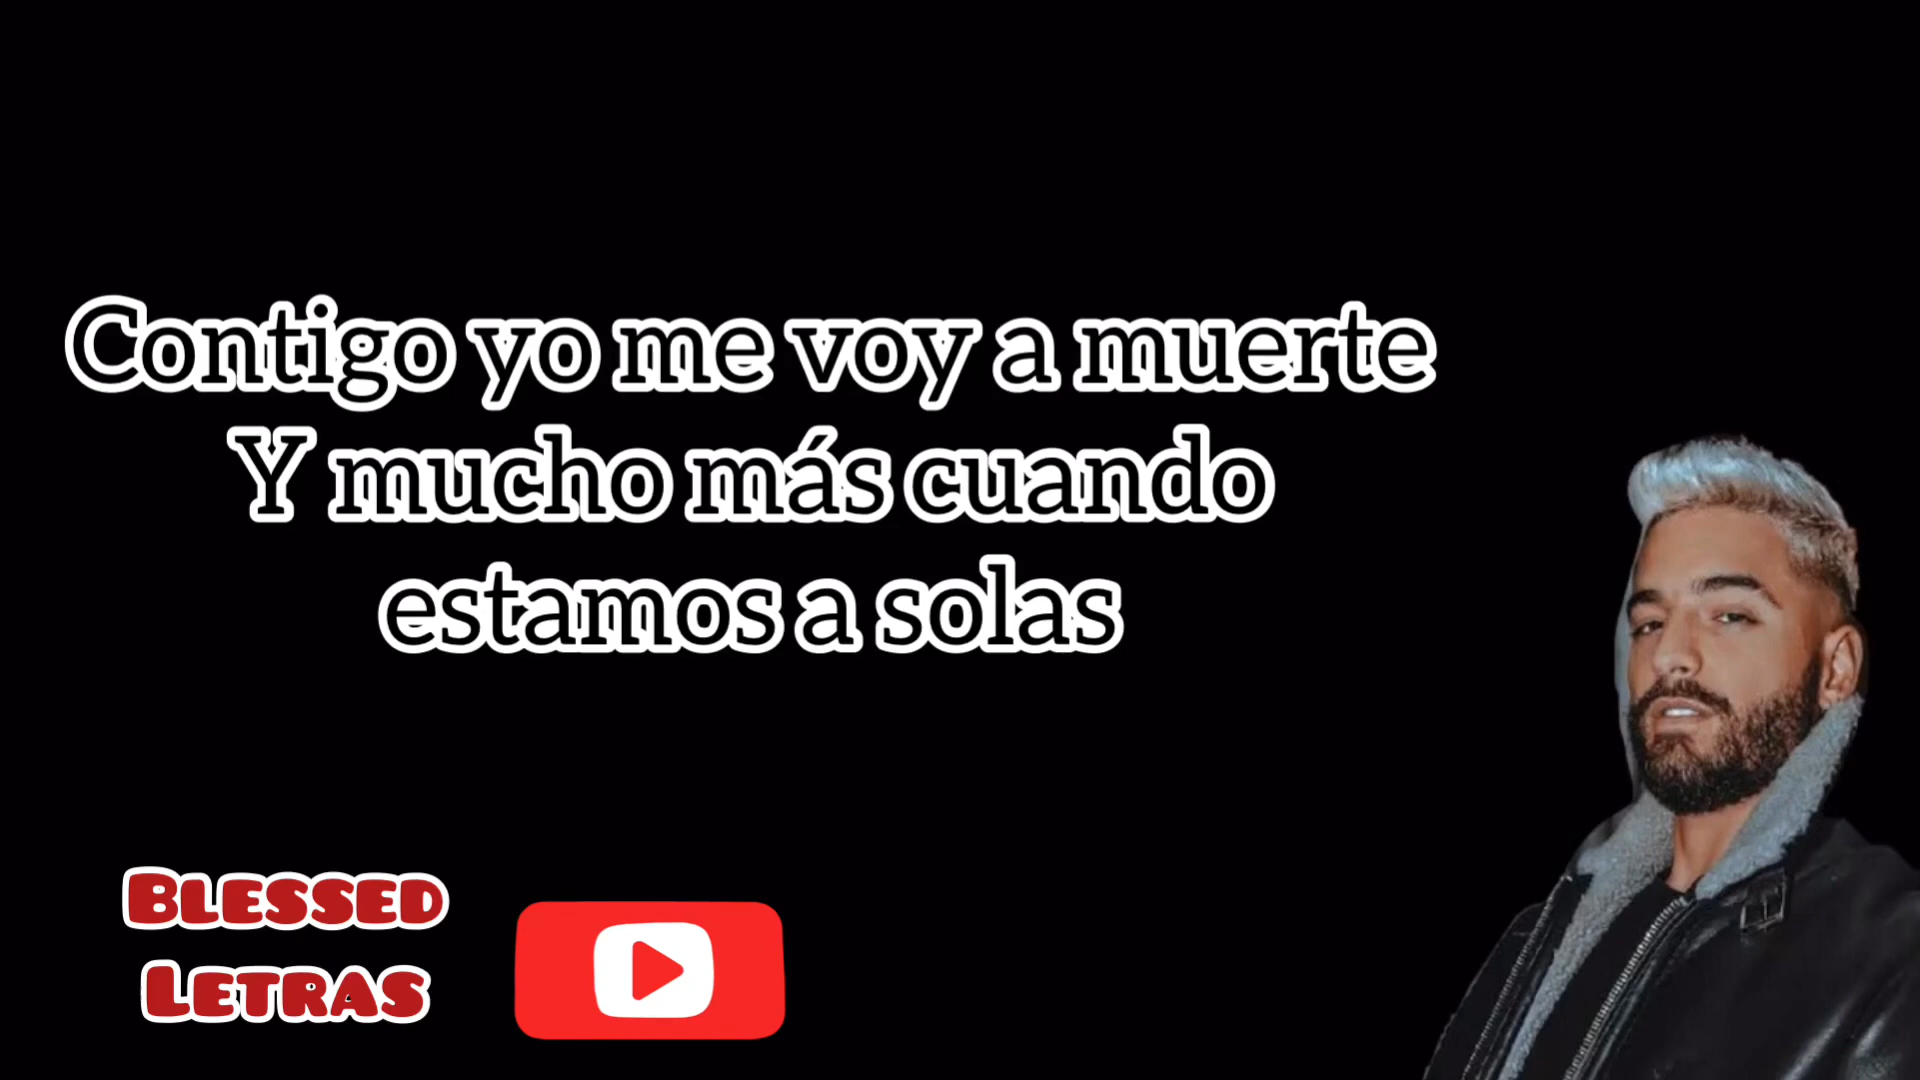 Contigo yo me voy a muerte
Y mucho más cuando
estamos a solas
BLESSED
LETRAS